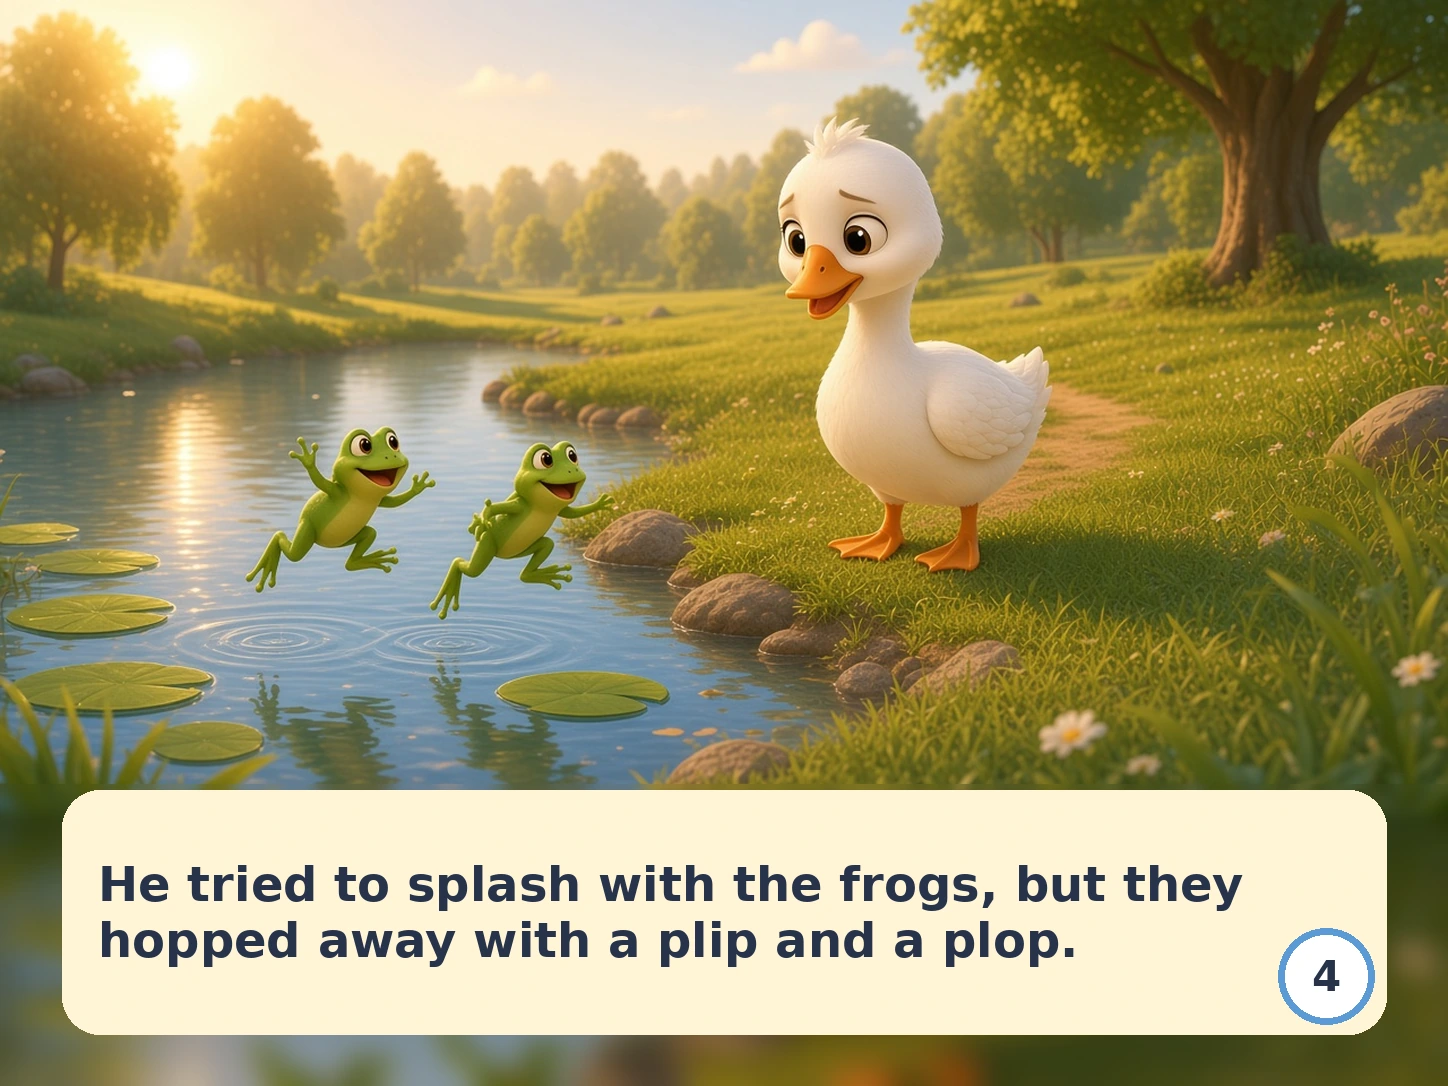 He tried to splash with the frogs, but they
hopped away with a plip and a plop.
4